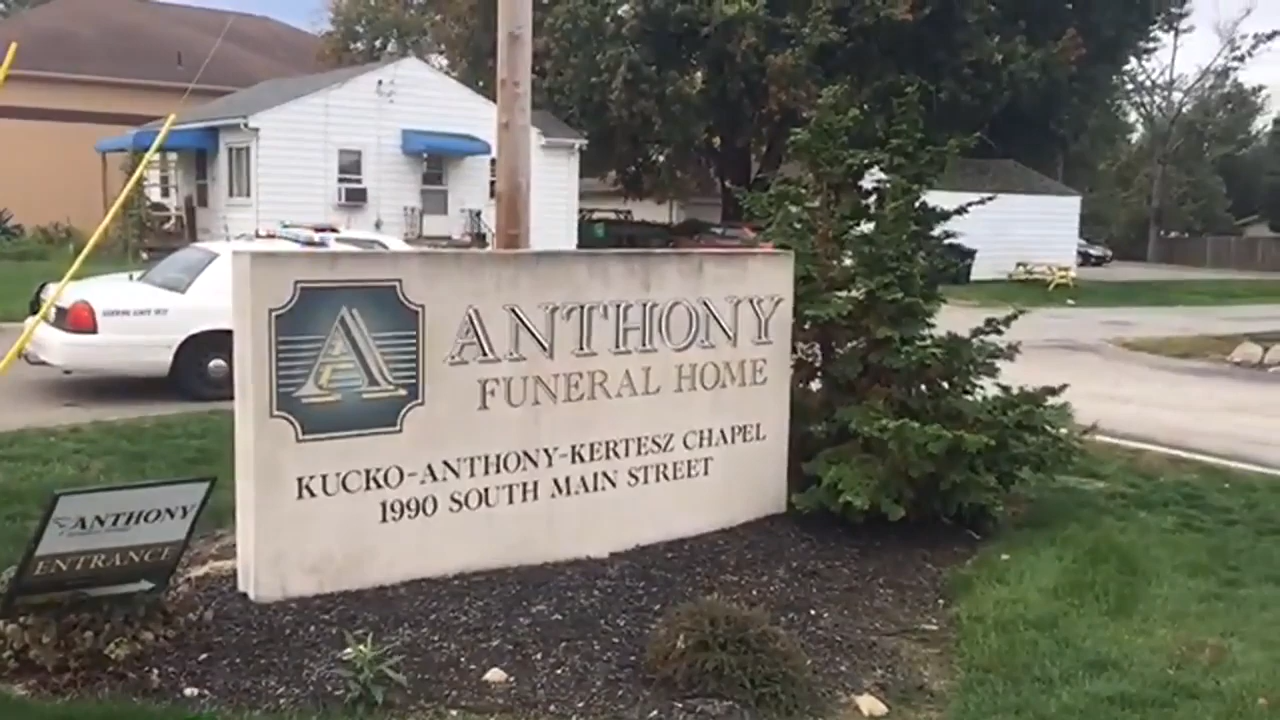 A
ANTHONY
FUNERAL HOME
KUCKO-ANTHONY-KERTESZ CHAPEL
1990 SOUTH MAIN STREET
ANTHONY
ENTRANCE